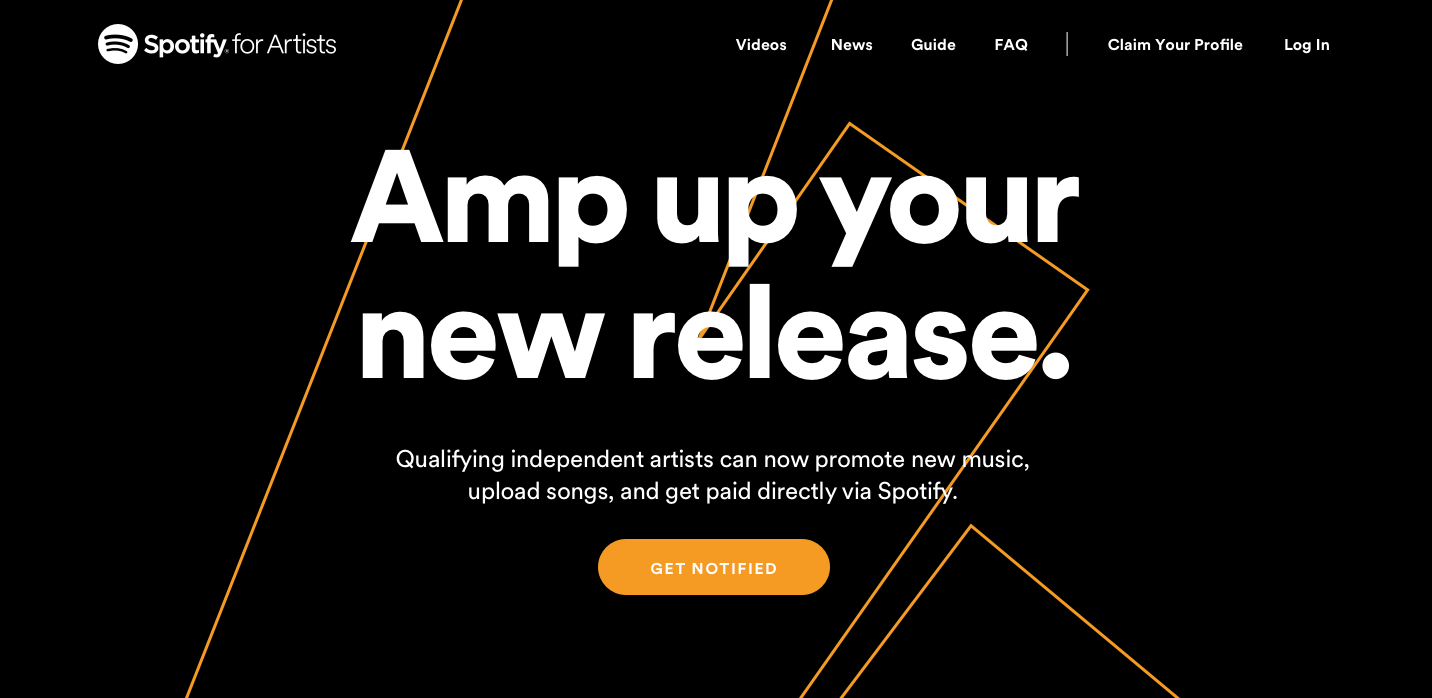 Spotify® for Artists
Videos News Guide FAQ Claim Your Profile Log In
Amp up your
new release.
Qualifying independent artists can now promote new music,
upload songs, and get paid directly via Spotify.
GET NOTIFIED